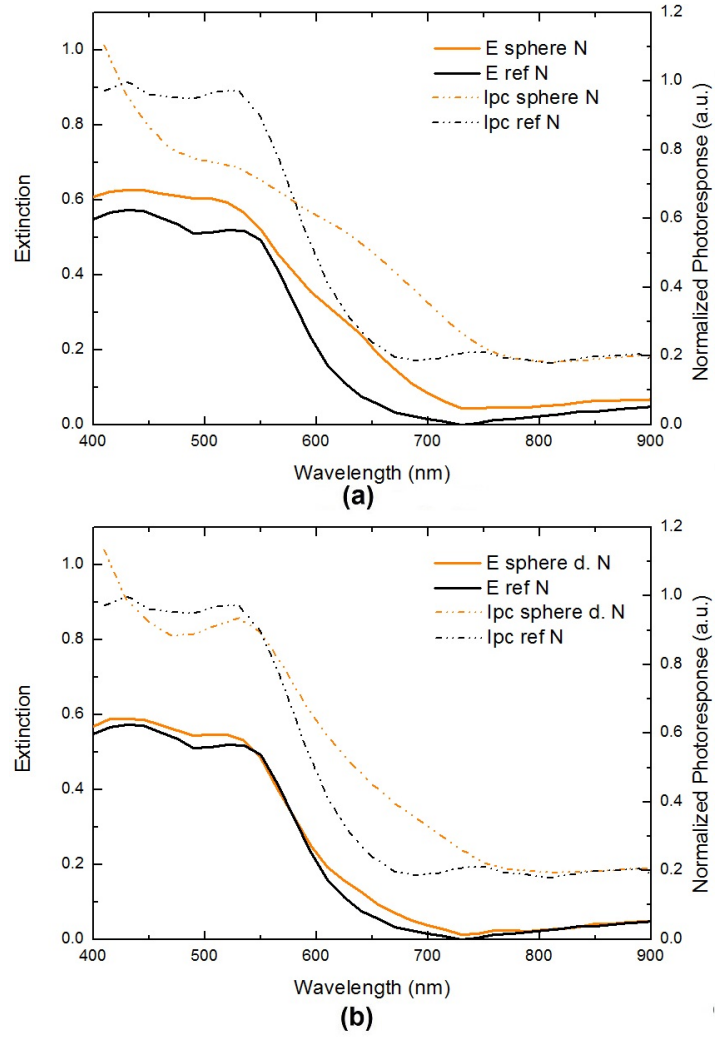 1.2
1.0
1.0
0.8
0.8
0.6
0.6
0.4
0.4
0.2
0.2
0.0
0.0
400
500
600
700
800
900
E sphere N
E ref N
Ipc sphere N
Ipc ref N
Extinction
Normalized Photoresponse (a.u.)
Wavelength (nm)
(a)
1.2
1.0
1.0
0.8
0.8
0.6
0.6
0.4
0.4
0.2
0.2
0.0
0.0
400
500
600
700
800
900
E sphere d. N
E ref N
Ipc sphere d. N
Ipc ref N
Extinction
Normalized Photoresponse (a.u.)
Wavelength (nm)
(b)